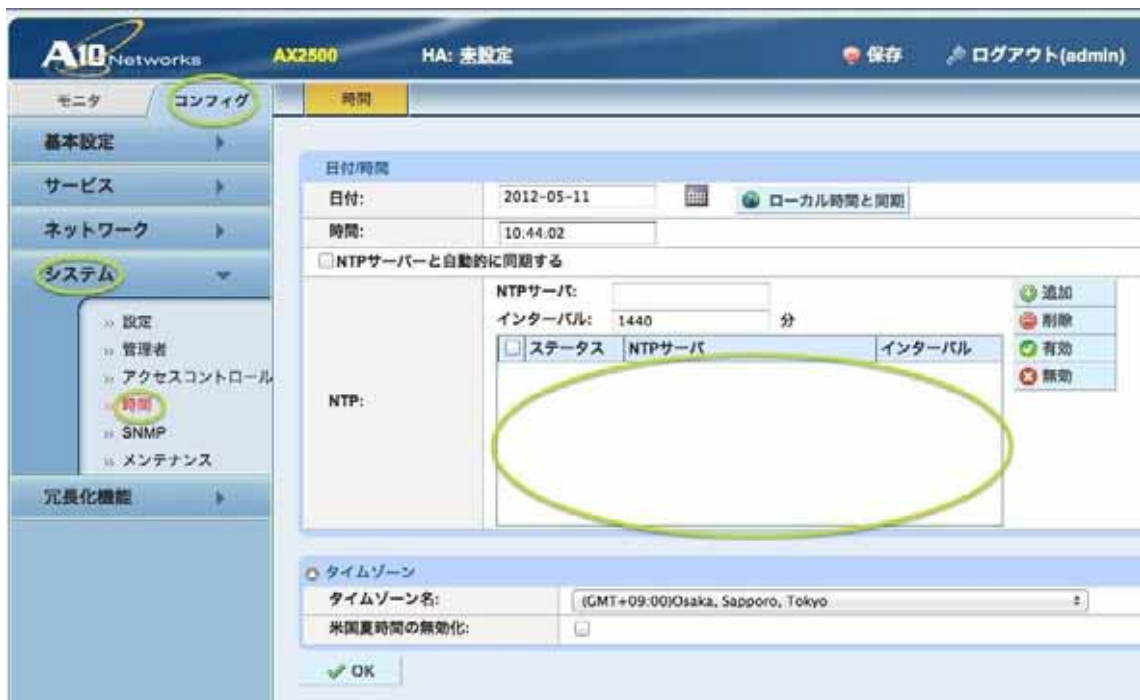 A10 Networks AX2500 HA: 未設定 保存 ログアウト(admin)
モニタ コンフィグ 時間
基本設定
サービス
ネットワーク
システム
» 設定
» 管理者
» アクセスコントロール
» 時間
» SNMP
» メンテナンス
冗長化機能
日付/時間
日付: 2012-05-11 ローカル時間と同期
時間: 10:44:02
NTPサーバーと自動的に同期する
NTPサーバ: 追加
インターバル: 1440 分 削除
ステータス NTPサーバ インターバル 有効
無効
NTP:
タイムゾーン
タイムゾーン名: (GMT+09:00)Osaka, Sapporo, Tokyo
米国夏時間の無効化:
OK